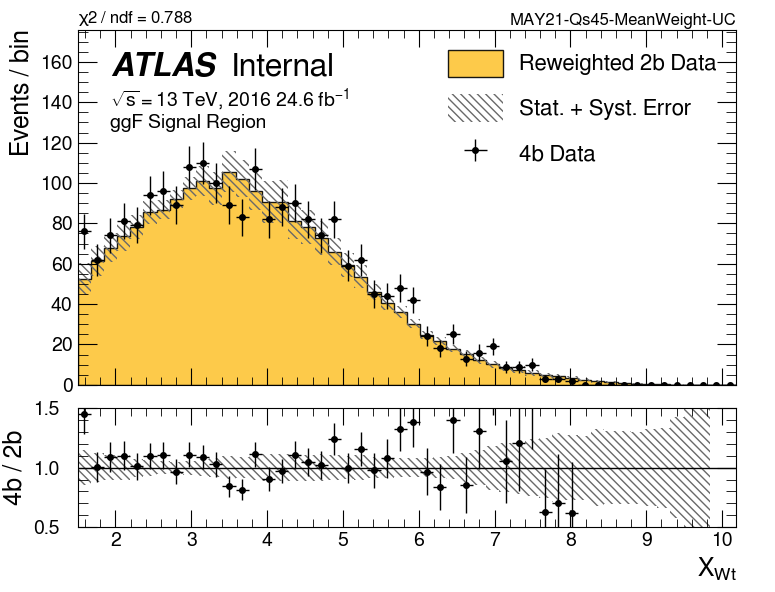 χ2 / ndf = 0.788 MAY21-Qs45-MeanWeight-UC
Events / bin
160
140
120
100
80
60
40
20
0
ATLAS Internal
√s = 13 TeV, 2016 24.6 fb⁻¹
ggF Signal Region
Reweighted 2b Data
Stat. + Syst. Error
4b Data
4b / 2b
1.5
1.0
0.5
2 3 4 5 6 7 8 9 10
X_Wt